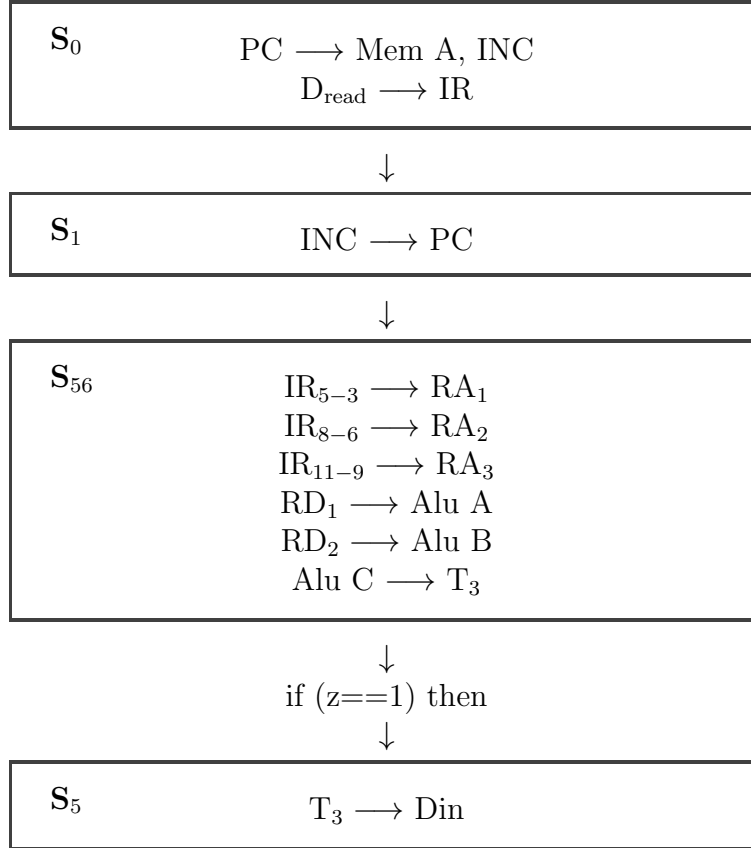 S₀
PC ⟶ Mem A, INC
D_read ⟶ IR
↓
S₁
INC ⟶ PC
↓
S₅₆
IR₅₋₃ ⟶ RA₁
IR₈₋₆ ⟶ RA₂
IR₁₁₋₉ ⟶ RA₃
RD₁ ⟶ Alu A
RD₂ ⟶ Alu B
Alu C ⟶ T₃
↓
if (z==1) then
↓
S₅
T₃ ⟶ Din